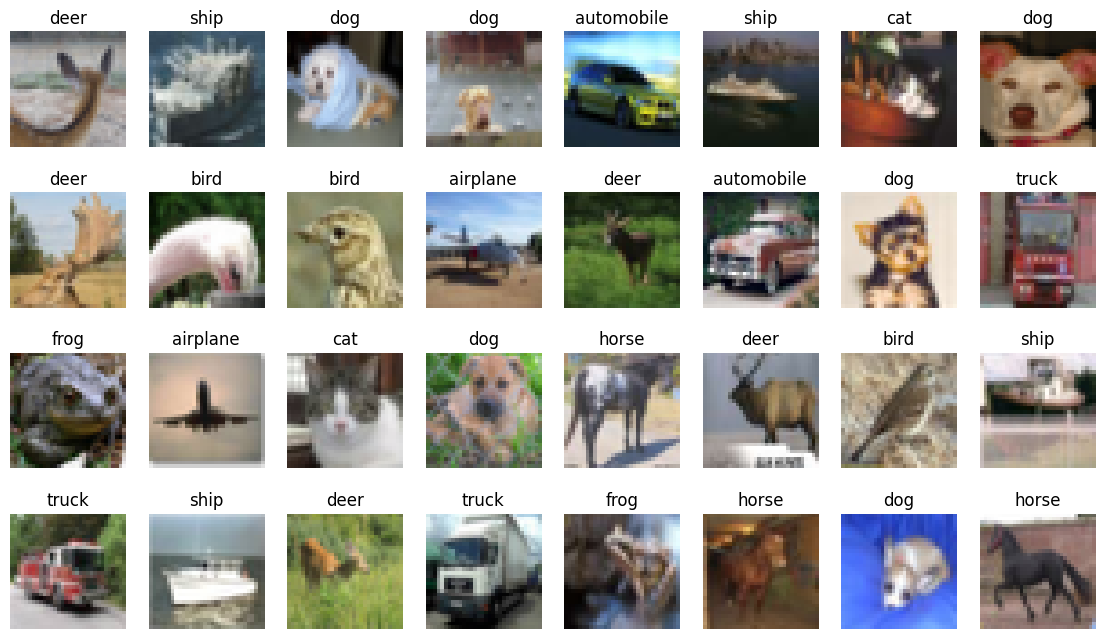 deer ship dog dog automobile ship cat dog
deer bird bird airplane deer automobile dog truck
frog airplane cat dog horse deer bird ship
truck ship deer truck frog horse dog horse